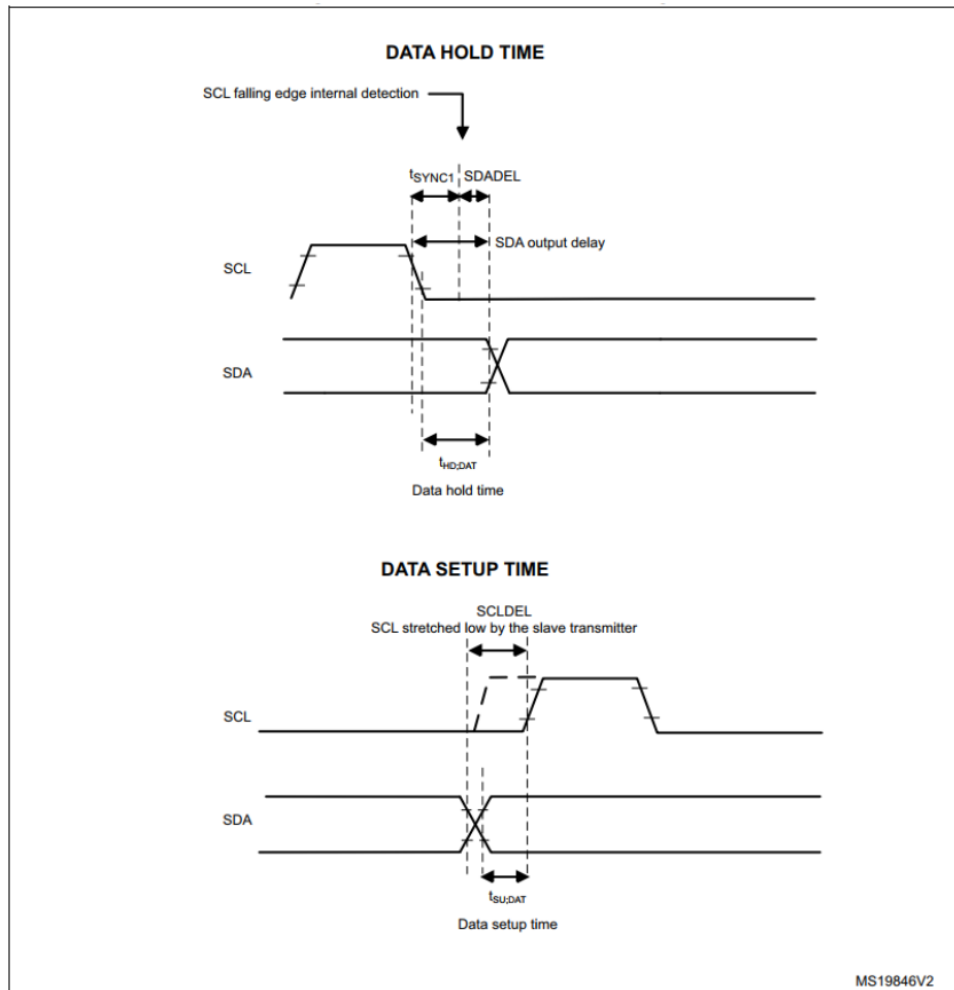 DATA HOLD TIME
SCL falling edge internal detection
tSYNC1 SDADEL
SDA output delay
SCL
SDA
tHD;DAT
Data hold time
DATA SETUP TIME
SCLDEL
SCL stretched low by the slave transmitter
SCL
SDA
tSU;DAT
Data setup time
MS19846V2